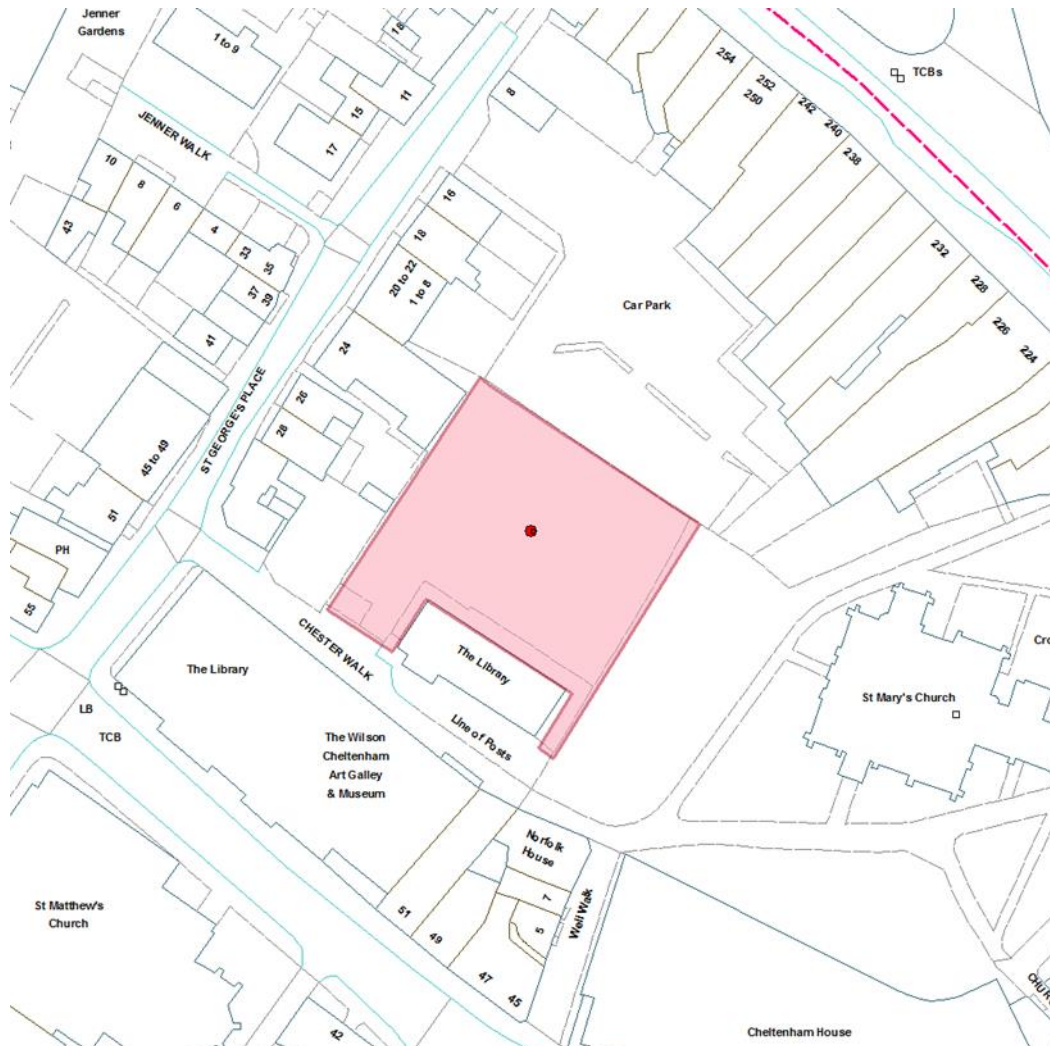 Jenner
Gardens
1 to 9
18
11
15
17
8
254
252
250
242
240
238
TCBs
JENNER WALK
10
8
6
4
43
33
35
37
39
41
16
18
20 to 22
1 to 8
24
26
28
Car Park
232
228
226
224
ST GEORGE'S PLACE
45 to 49
51
PH
55
CHESTER WALK
The Library
The Library
Line of Posts
LB
TCB
The Wilson
Cheltenham
Art Galley
& Museum
St Mary's Church
Cro
Norfolk
House
7
5
Well Walk
51
49
47
45
St Matthew's
Church
42
Cheltenham House
CHUR